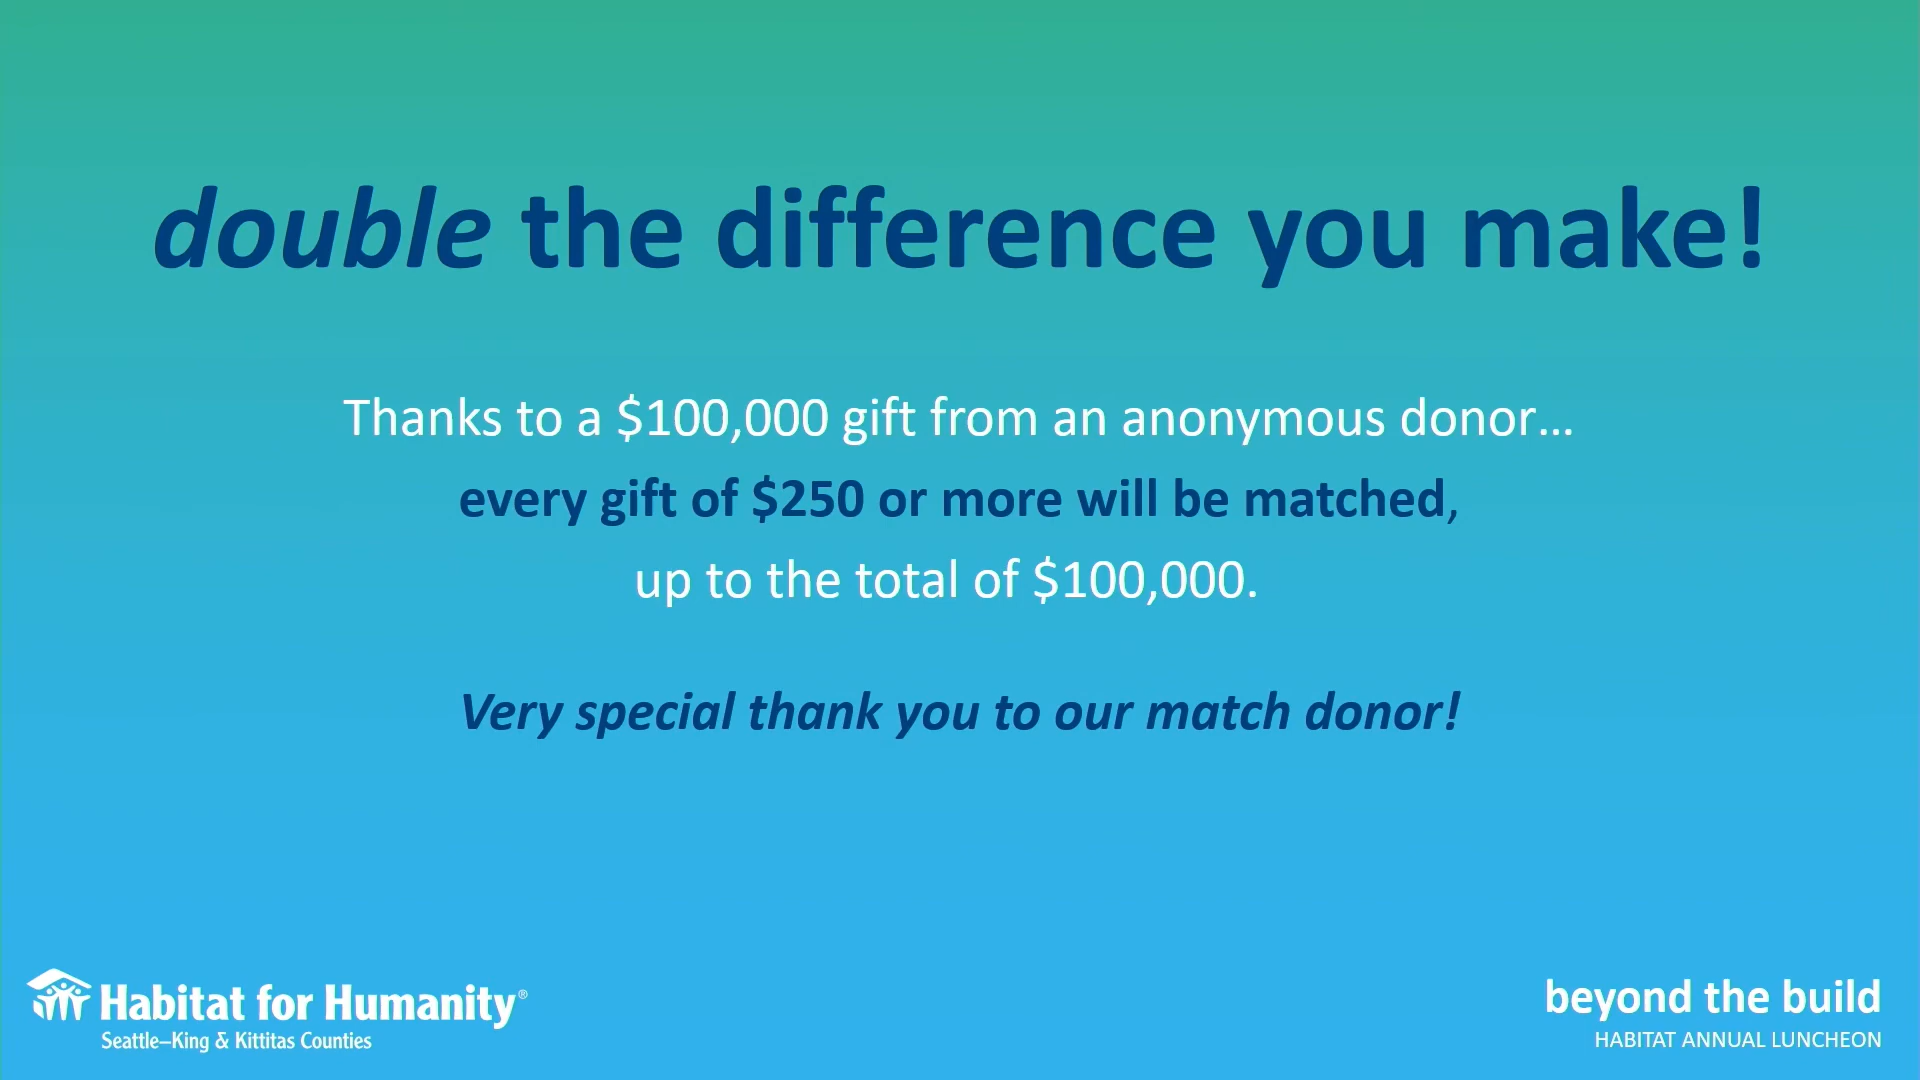 double the difference you make!
Thanks to a $100,000 gift from an anonymous donor…
every gift of $250 or more will be matched,
up to the total of $100,000.
Very special thank you to our match donor!
Habitat for Humanity®
Seattle–King & Kittitas Counties
beyond the build
HABITAT ANNUAL LUNCHEON